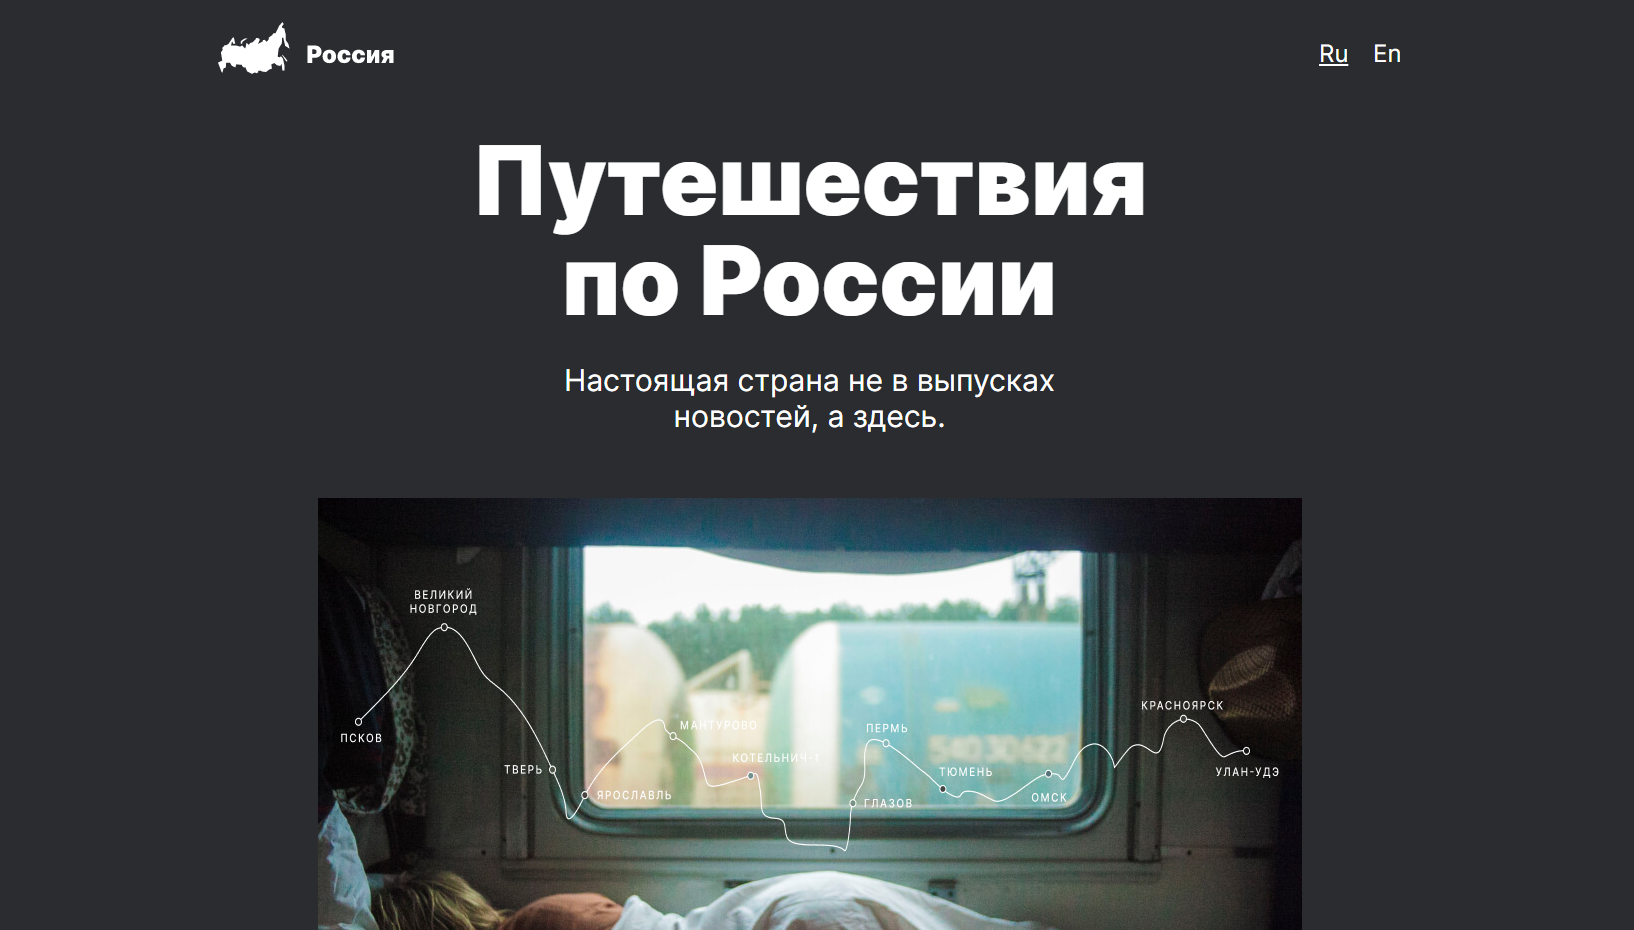 Россия
Ru En
Путешествия
по России
Настоящая страна не в выпусках
новостей, а здесь.
ВЕЛИКИЙ
НОВГОРОД
ПСКОВ
ТВЕРЬ
ЯРОСЛАВЛЬ
МАНТУРОВО
КОТЕЛЬНИЧ-1
ПЕРМЬ
ГЛАЗОВ
ТЮМЕНЬ
ОМСК
КРАСНОЯРСК
УЛАН-УДЭ